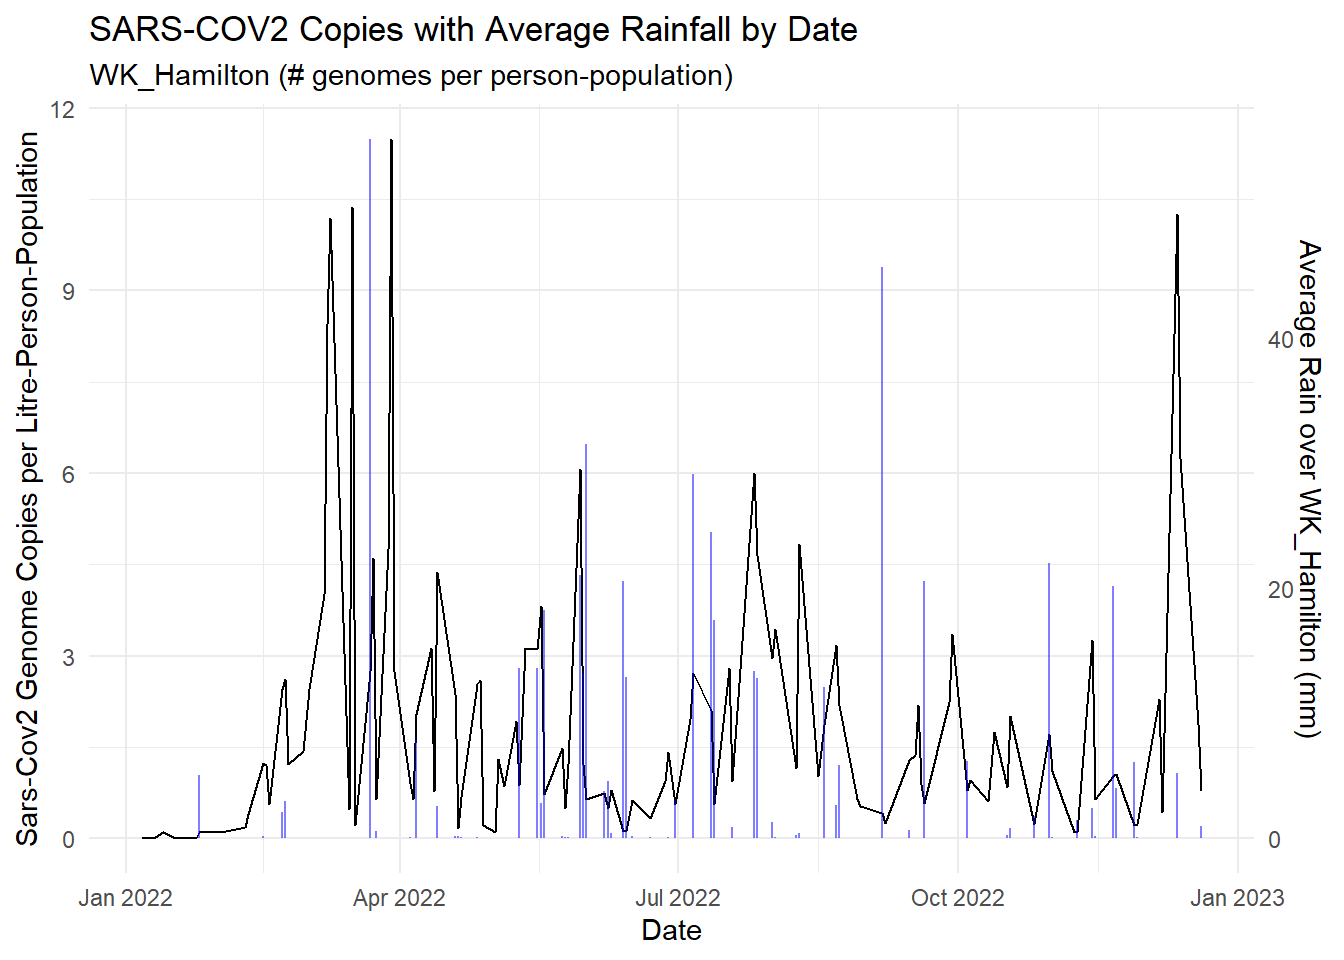 SARS-COV2 Copies with Average Rainfall by Date
WK_Hamilton (# genomes per person-population)
Sars-Cov2 Genome Copies per Litre-Person-Population
12
9
6
3
0
40
20
0
Average Rain over WK_Hamilton (mm)
Jan 2022
Apr 2022
Jul 2022
Oct 2022
Jan 2023
Date